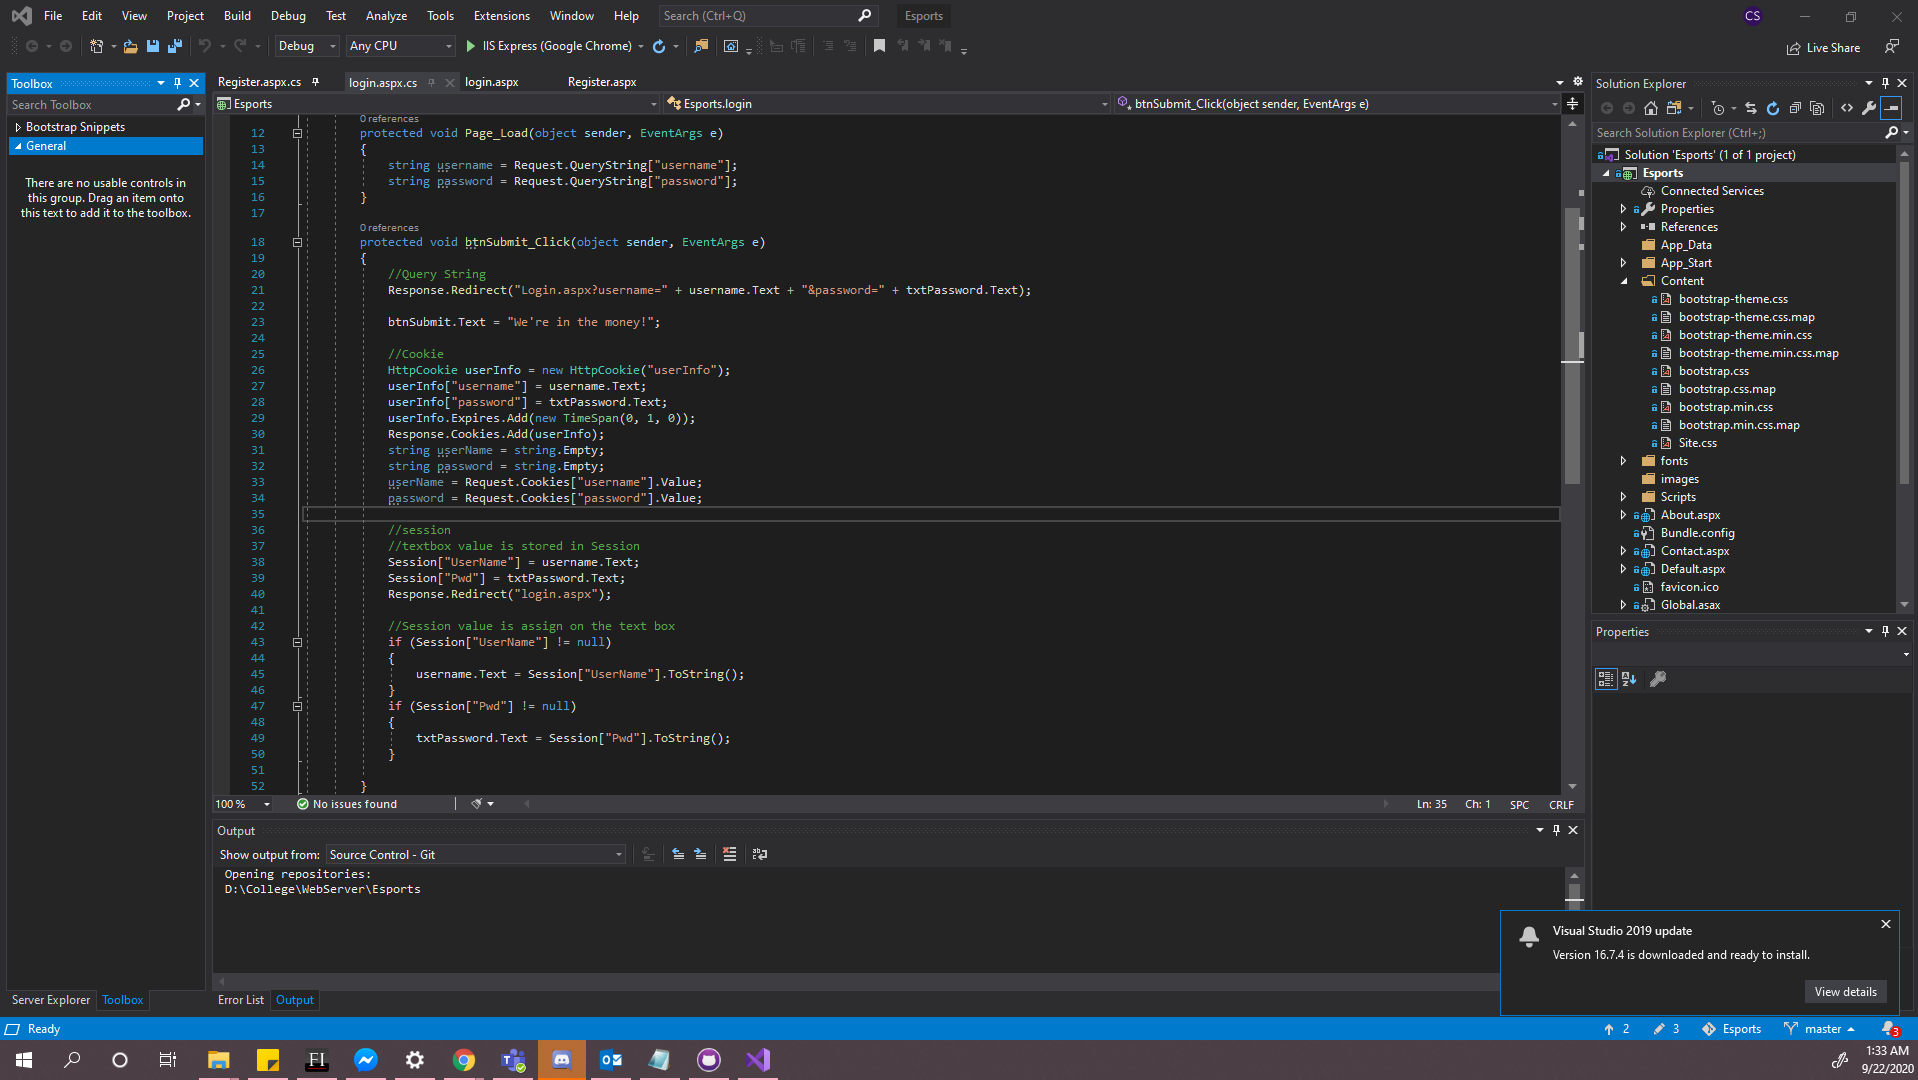 File Edit View Project Build Debug Test Analyze Tools Extensions Window Help Search (Ctrl+Q) Esports CS
Debug Any CPU IIS Express (Google Chrome) Live Share
Toolbox
Search Toolbox
Bootstrap Snippets
General
There are no usable controls in
this group. Drag an item onto
this text to add it to the toolbox.
Server Explorer Toolbox
Register.aspx.cs login.aspx.cs login.aspx Register.aspx
Esports Esports.login btnSubmit_Click(object sender, EventArgs e)
0 references
12 protected void Page_Load(object sender, EventArgs e)
13 {
14 string username = Request.QueryString["username"];
15 string password = Request.QueryString["password"];
16 }
17
0 references
18 protected void btnSubmit_Click(object sender, EventArgs e)
19 {
20 //Query String
21 Response.Redirect("Login.aspx?username=" + username.Text + "&password=" + txtPassword.Text);
22
23 btnSubmit.Text = "We're in the money!";
24
25 //Cookie
26 HttpCookie userInfo = new HttpCookie("userInfo");
27 userInfo["username"] = username.Text;
28 userInfo["password"] = txtPassword.Text;
29 userInfo.Expires.Add(new TimeSpan(0, 1, 0));
30 Response.Cookies.Add(userInfo);
31 string userName = string.Empty;
32 string password = string.Empty;
33 userName = Request.Cookies["username"].Value;
34 password = Request.Cookies["password"].Value;
35
36 //session
37 //textbox value is stored in Session
38 Session["UserName"] = username.Text;
39 Session["Pwd"] = txtPassword.Text;
40 Response.Redirect("login.aspx");
41
42 //Session value is assign on the text box
43 if (Session["UserName"] != null)
44 {
45 username.Text = Session["UserName"].ToString();
46 }
47 if (Session["Pwd"] != null)
48 {
49 txtPassword.Text = Session["Pwd"].ToString();
50 }
51
52 }
100 % No issues found Ln: 35 Ch: 1 SPC CRLF
Output
Show output from: Source Control - Git
Opening repositories:
D:\College\WebServer\Esports
Error List Output
Solution Explorer
Search Solution Explorer (Ctrl+;)
Solution 'Esports' (1 of 1 project)
Esports
Connected Services
Properties
References
App_Data
App_Start
Content
bootstrap-theme.css
bootstrap-theme.css.map
bootstrap-theme.min.css
bootstrap-theme.min.css.map
bootstrap.css
bootstrap.css.map
bootstrap.min.css
bootstrap.min.css.map
Site.css
fonts
images
Scripts
About.aspx
Bundle.config
Contact.aspx
Default.aspx
favicon.ico
Global.asax
Properties
Visual Studio 2019 update
Version 16.7.4 is downloaded and ready to install.
View details
Ready 2 3 Esports master 3
1:33 AM
9/22/2020